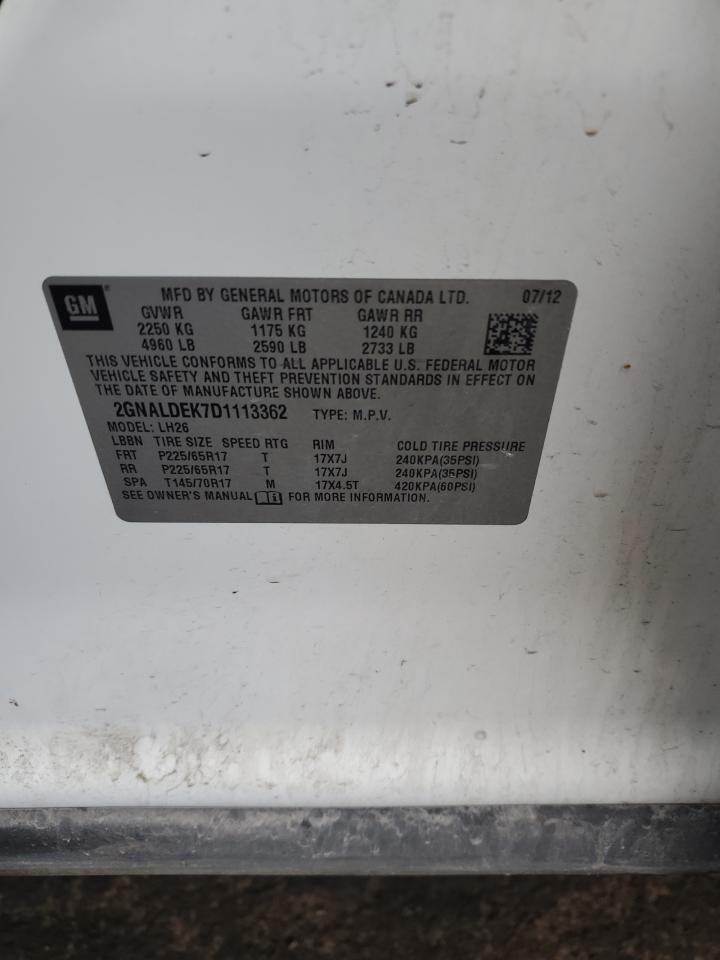 GM ® MFD BY GENERAL MOTORS OF CANADA LTD. 07/12
GVWR GAWR FRT GAWR RR
2250 KG 1175 KG 1240 KG
4960 LB 2590 LB 2733 LB
THIS VEHICLE CONFORMS TO ALL APPLICABLE U.S. FEDERAL MOTOR
VEHICLE SAFETY AND THEFT PREVENTION STANDARDS IN EFFECT ON
THE DATE OF MANUFACTURE SHOWN ABOVE.
2GNALDEK7D1113362 TYPE: M.P.V.
MODEL: LH26
LBBN TIRE SIZE SPEED RTG RIM COLD TIRE PRESSURE
FRT P225/65R17 T 17X7J 240KPA(35PSI)
RR P225/65R17 T 17X7J 240KPA(35PSI)
SPA T145/70R17 M 17X4.5T 420KPA(60PSI)
SEE OWNER'S MANUAL FOR MORE INFORMATION.